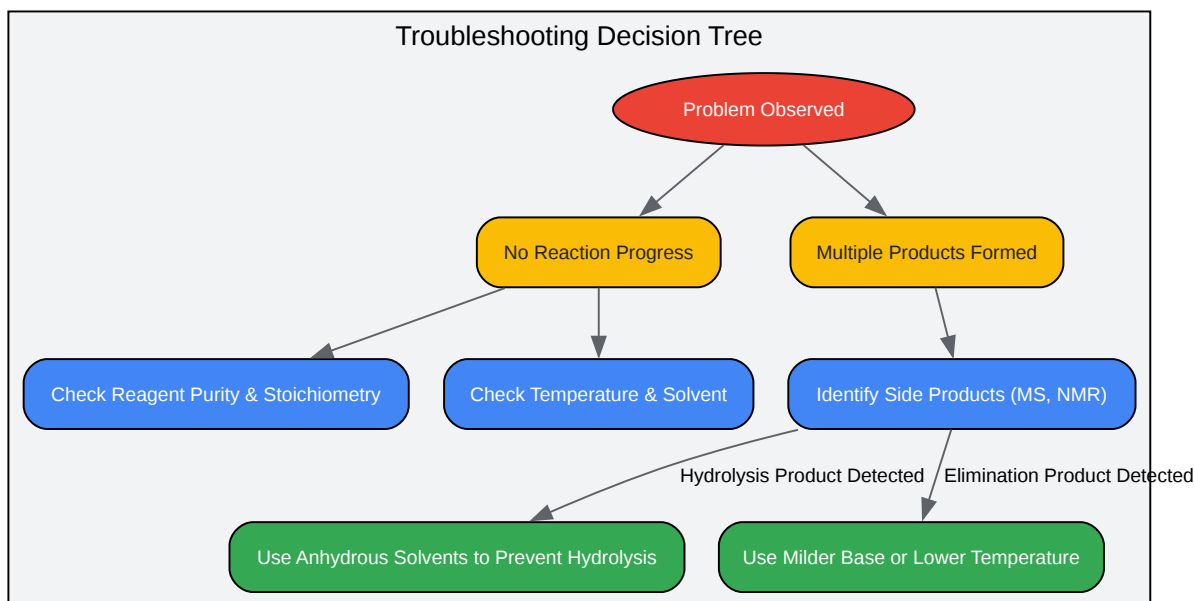 Troubleshooting Decision Tree
Problem Observed
No Reaction Progress
Multiple Products Formed
Check Reagent Purity & Stoichiometry
Check Temperature & Solvent
Identify Side Products (MS, NMR)
Hydrolysis Product Detected
Elimination Product Detected
Use Anhydrous Solvents to Prevent Hydrolysis
Use Milder Base or Lower Temperature